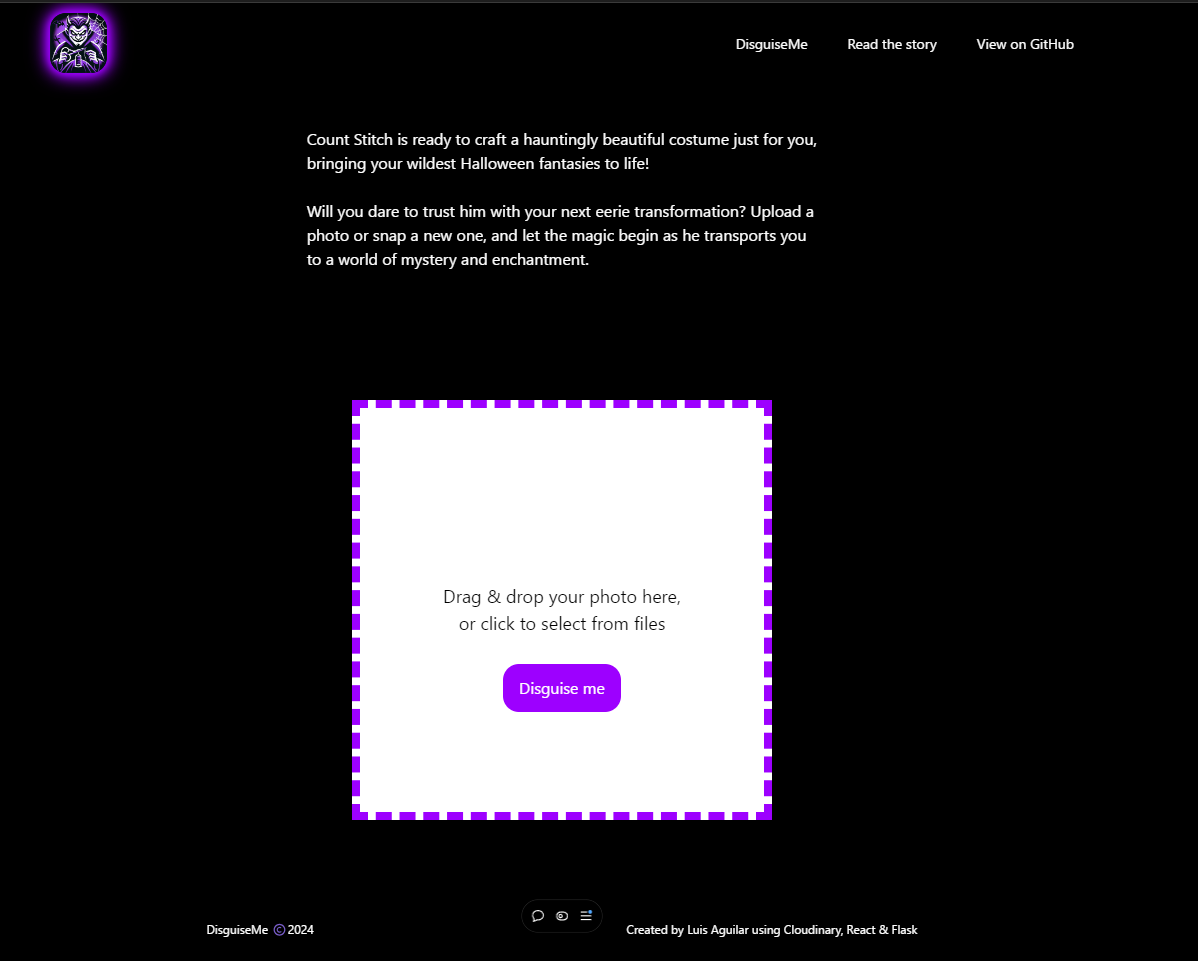 DisguiseMe Read the story View on GitHub
Count Stitch is ready to craft a hauntingly beautiful costume just for you,
bringing your wildest Halloween fantasies to life!
Will you dare to trust him with your next eerie transformation? Upload a
photo or snap a new one, and let the magic begin as he transports you
to a world of mystery and enchantment.
Drag & drop your photo here,
or click to select from files
Disguise me
DisguiseMe © 2024 Created by Luis Aguilar using Cloudinary, React & Flask